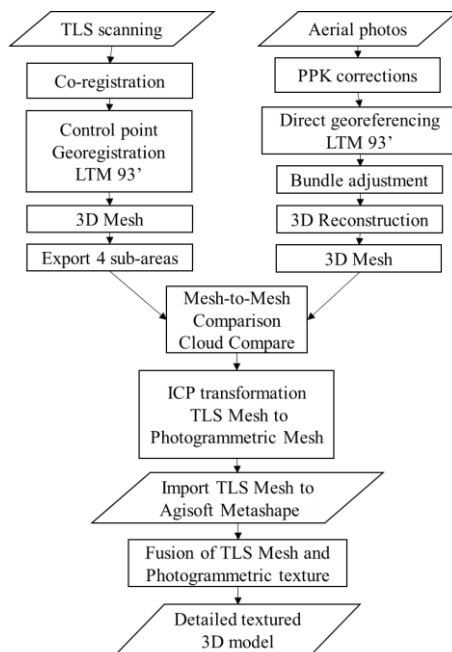 TLS scanning
Co-registration
Control point
Georegistration
LTM 93’
3D Mesh
Export 4 sub-areas
Aerial photos
PPK corrections
Direct georeferencing
LTM 93’
Bundle adjustment
3D Reconstruction
3D Mesh
Mesh-to-Mesh
Comparison
Cloud Compare
ICP transformation
TLS Mesh to
Photogrammetric Mesh
Import TLS Mesh to
Agisoft Metashape
Fusion of TLS Mesh and
Photogrammetric texture
Detailed textured
3D model